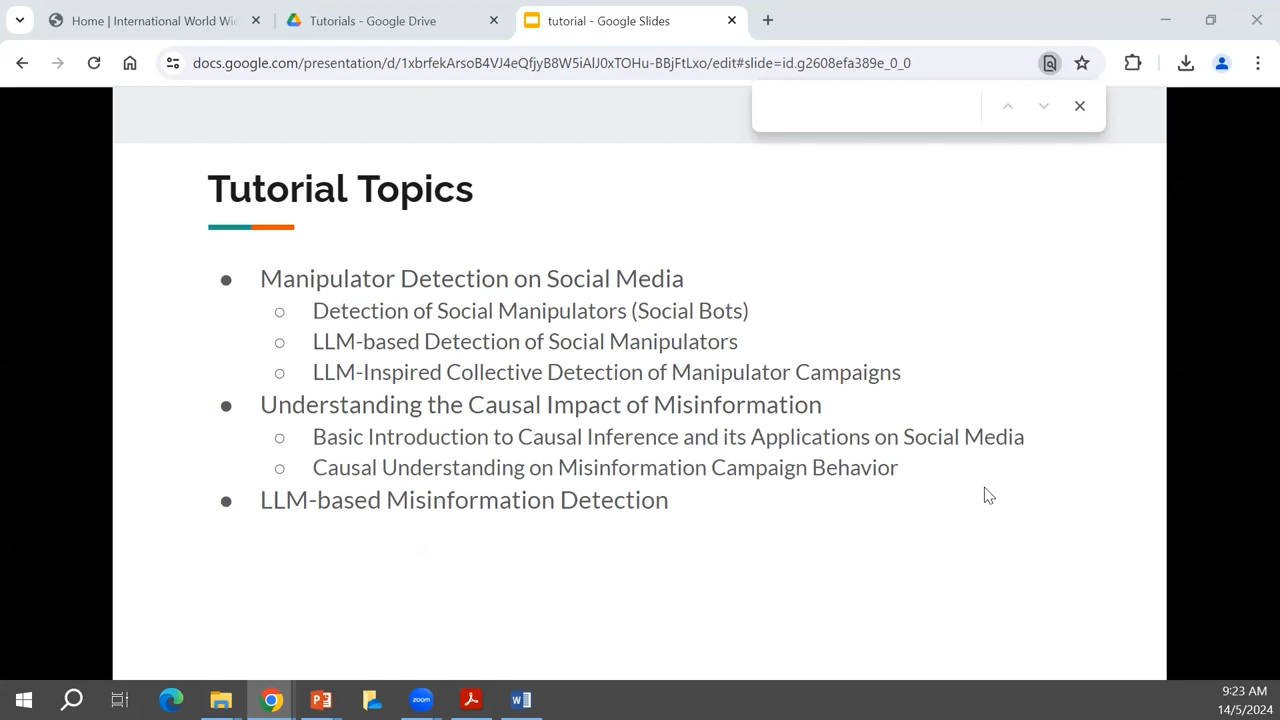 Home | International World Wi
Tutorials - Google Drive
tutorial - Google Slides
docs.google.com/presentation/d/1xbrfekArsoB4VJ4eQfjyB8W5iAlJ0xTOHu-BBjFtLxo/edit#slide=id.g2608efa389e_0_0
Tutorial Topics
● Manipulator Detection on Social Media
○ Detection of Social Manipulators (Social Bots)
○ LLM-based Detection of Social Manipulators
○ LLM-Inspired Collective Detection of Manipulator Campaigns
● Understanding the Causal Impact of Misinformation
○ Basic Introduction to Causal Inference and its Applications on Social Media
○ Causal Understanding on Misinformation Campaign Behavior
● LLM-based Misinformation Detection
zoom
9:23 AM
14/5/2024